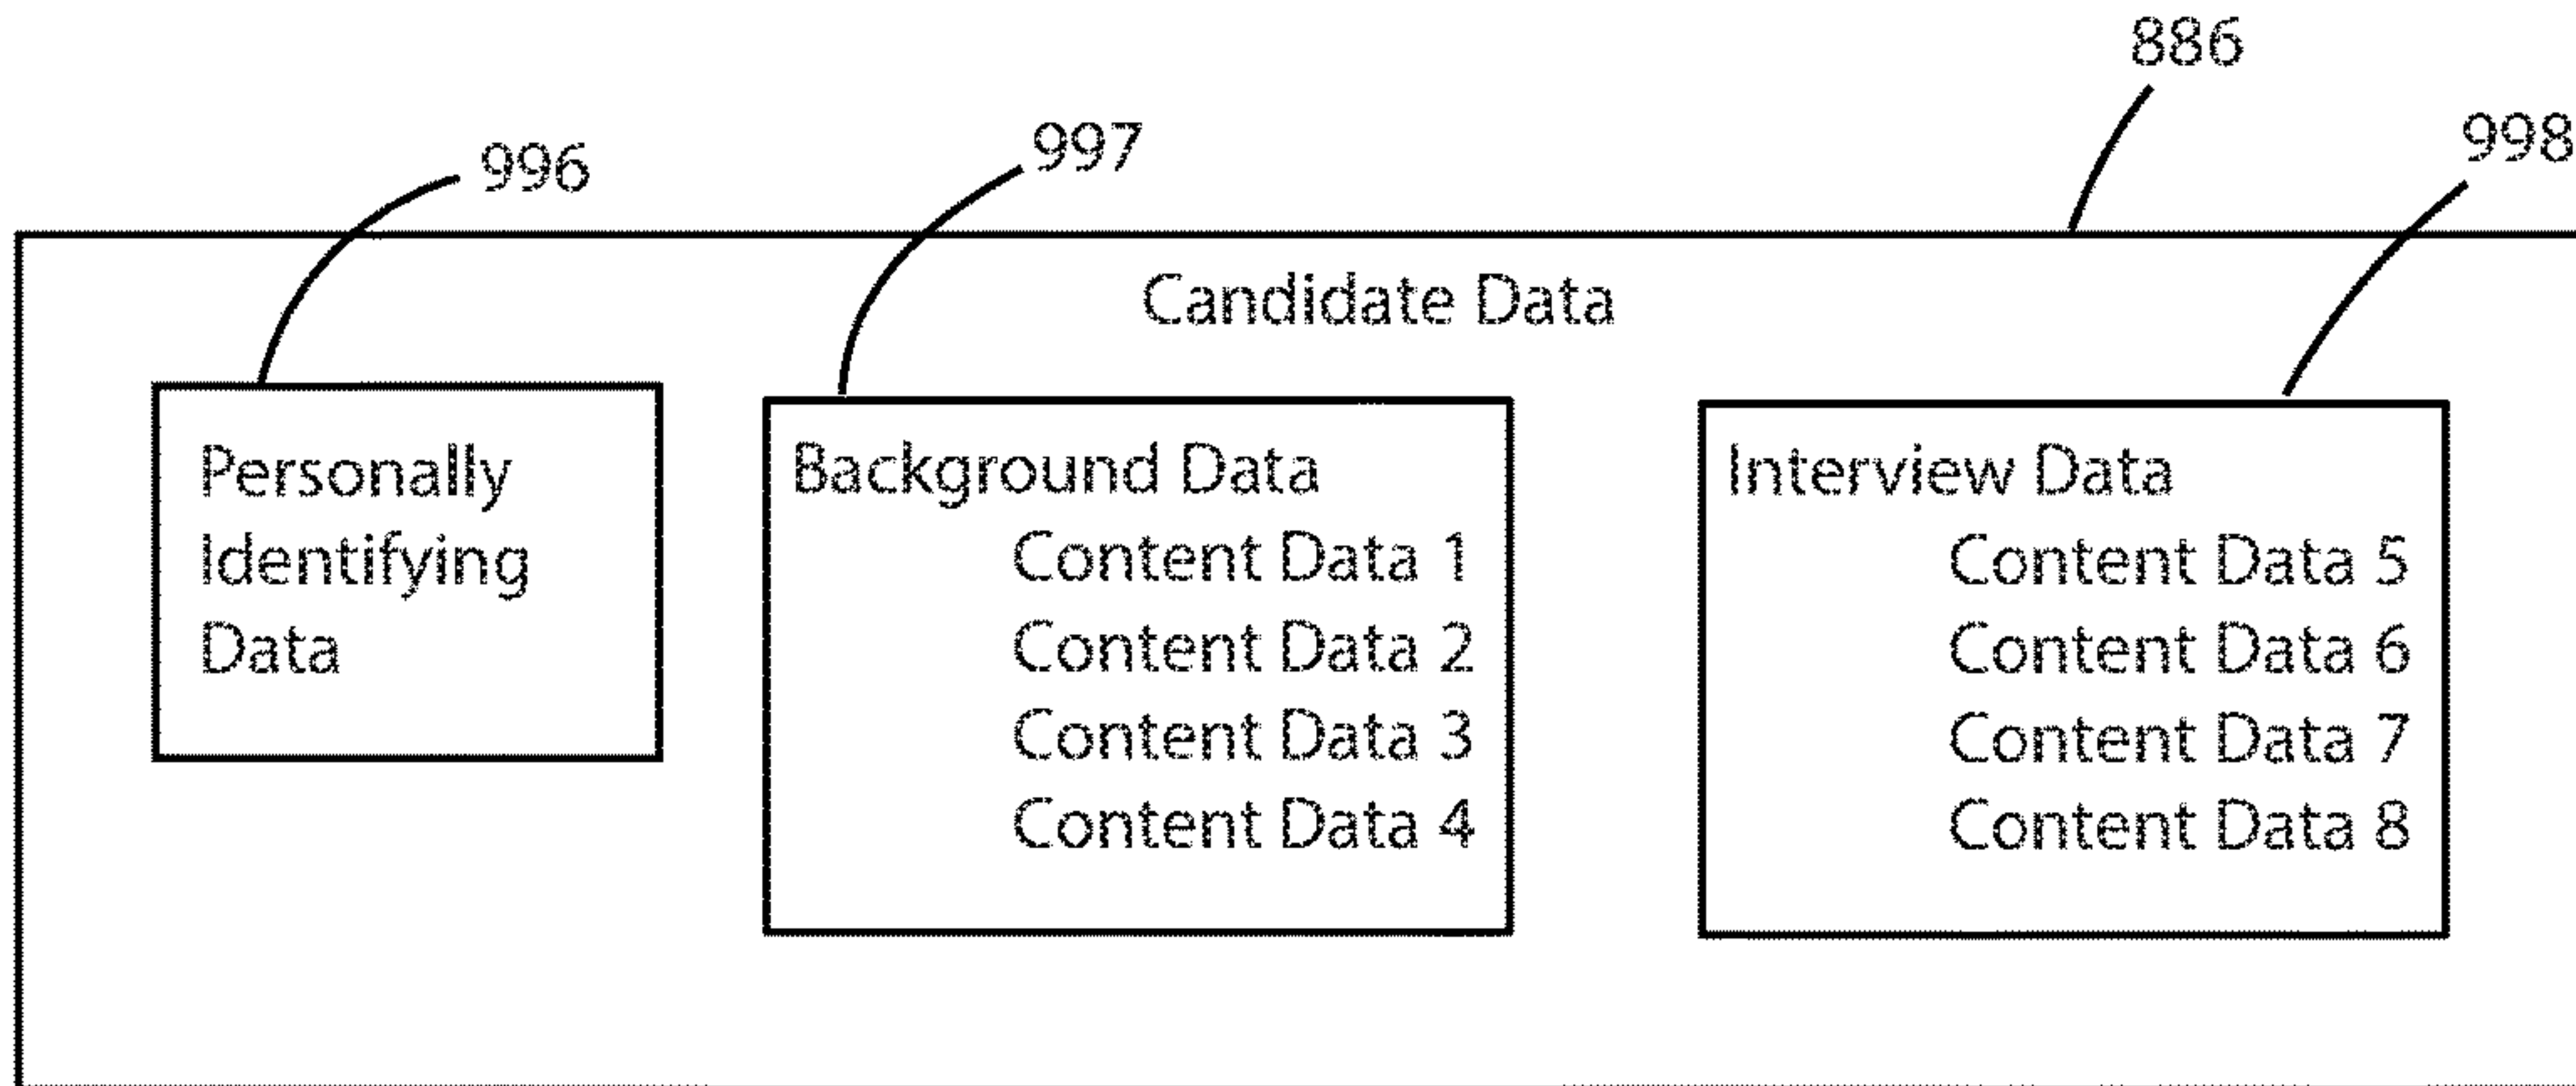 886
998
997
996
Candidate Data
Personally
Identifying
Data
Background Data
Content Data 1
Content Data 2
Content Data 3
Content Data 4
Interview Data
Content Data 5
Content Data 6
Content Data 7
Content Data 8